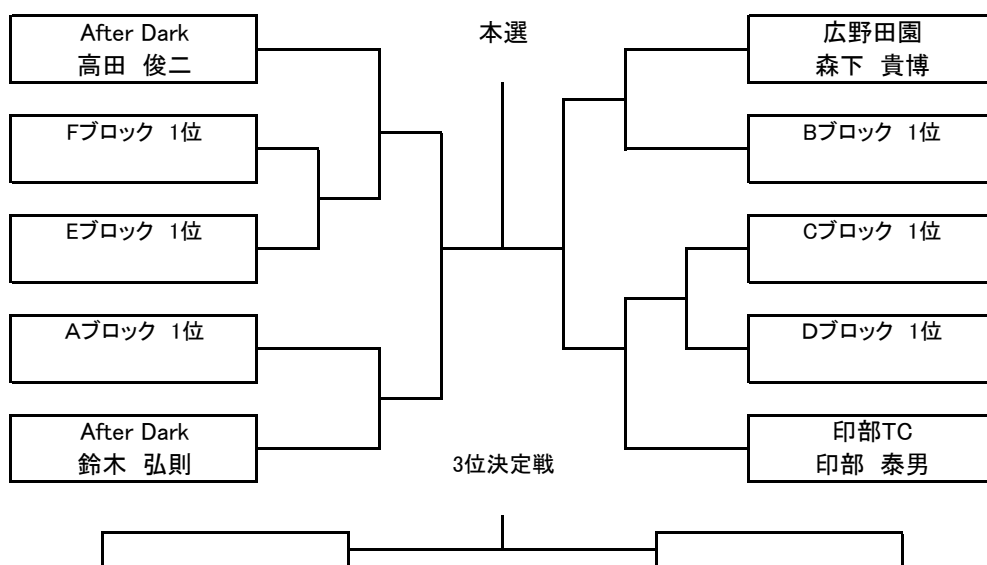 本選
After Dark
高田　俊二
Fブロック　1位
Eブロック　1位
Aブロック　1位
After Dark
鈴木　弘則
広野田園
森下　貴博
Bブロック　1位
Cブロック　1位
Dブロック　1位
印部TC
印部　泰男
3位決定戦